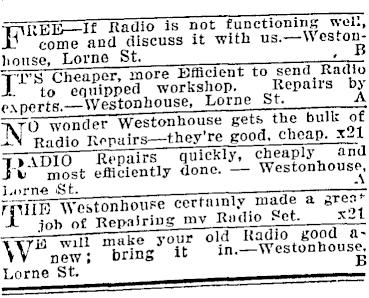 FREE—If Radio is not functioning well,
come and discuss it with us.—Weston-
house, Lorne St. B
IT'S Cheaper, more Efficient to send Radio
to equipped workshop. Repairs by
experts.—Westonhouse, Lorne St. A
NO wonder Westonhouse gets the bulk of
Radio Repairs—they're good, cheap. x21
RADIO Repairs quickly, cheaply and
most efficiently done. — Westonhouse,
Lorne St. A
THE Westonhouse certainly made a great
job of Repairing my Radio Set. x21
WE will make your old Radio good a-
new; bring it in.—Westonhouse,
Lorne St. B